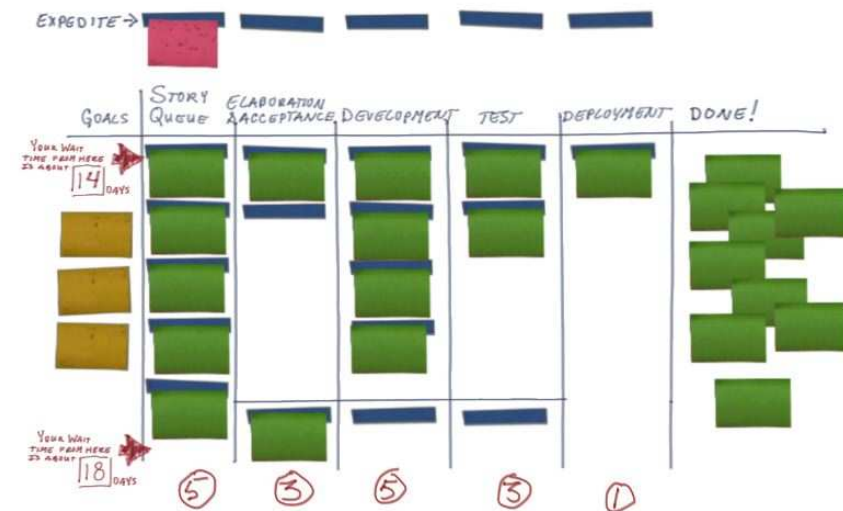 EXPEDITE →
GOALS
STORY
QUEUE
ELABORATION
& ACCEPTANCE
DEVELOPMENT
TEST
DEPLOYMENT
DONE!
YOUR WAIT
TIME FROM HERE
IS ABOUT
14
DAYS
YOUR WAIT
TIME FROM HERE
IS ABOUT
18
DAYS
5
3
5
3
1